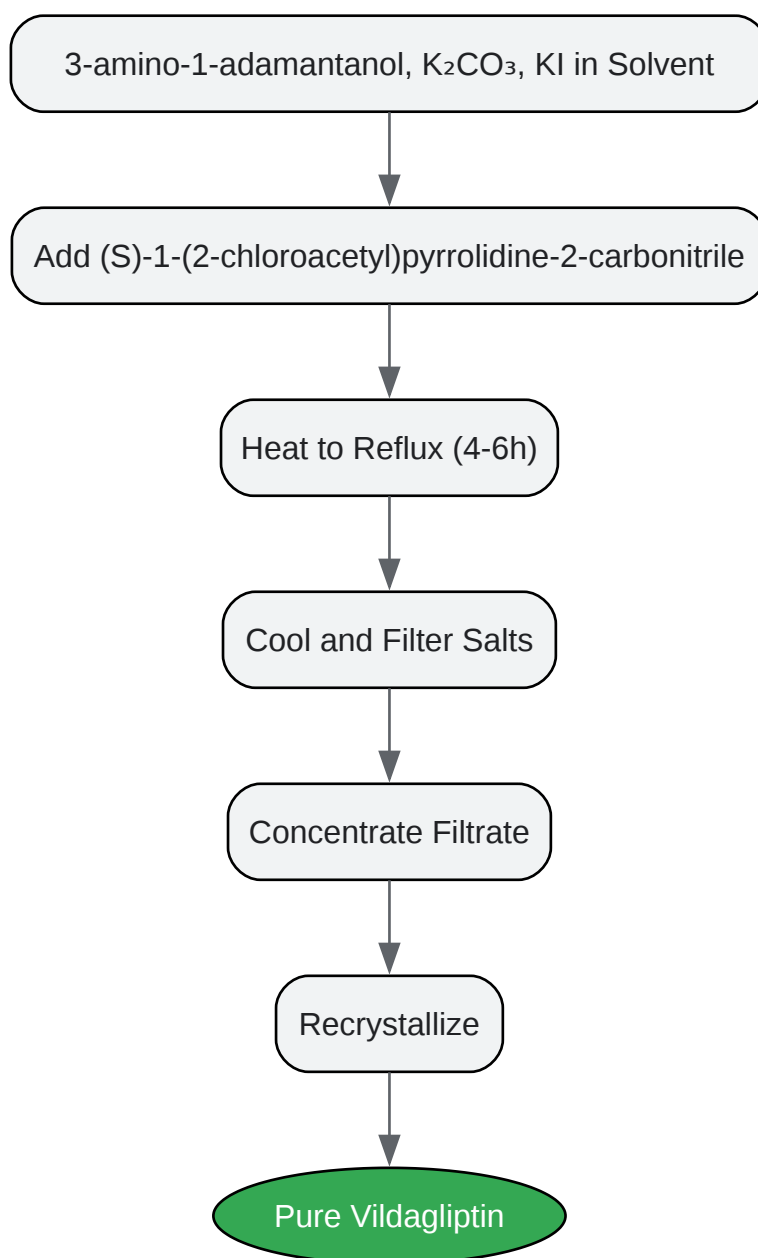 3-amino-1-adamantanol, K₂CO₃, KI in Solvent
Add (S)-1-(2-chloroacetyl)pyrrolidine-2-carbonitrile
Heat to Reflux (4-6h)
Cool and Filter Salts
Concentrate Filtrate
Recrystallize
Pure Vildagliptin